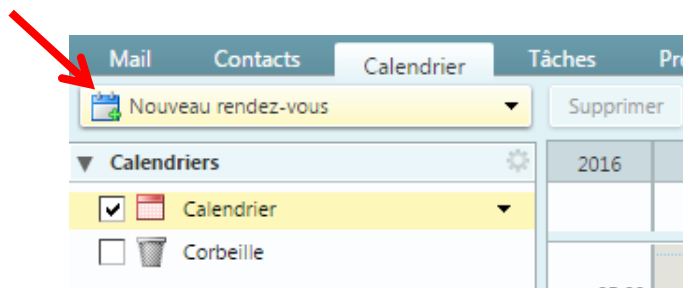 Mail Contacts Calendrier Tâches
Nouveau rendez-vous Supprimer
Calendriers 2016
Calendrier
Corbeille